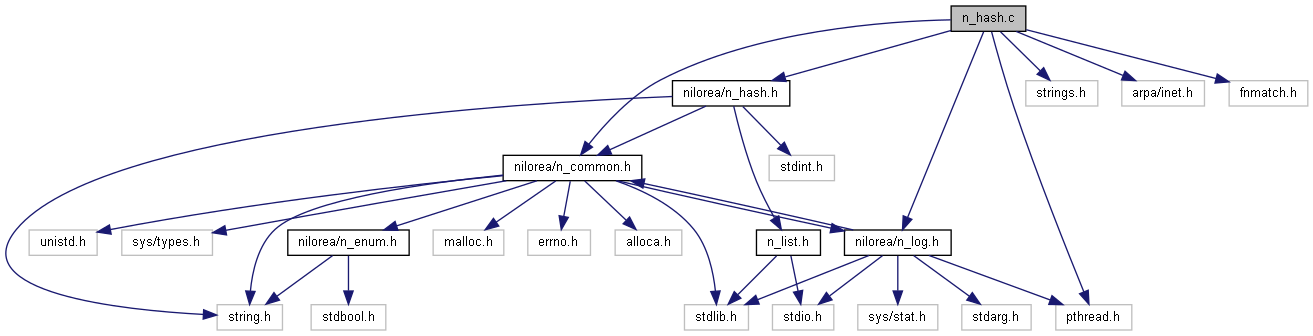 n_hash.c
nilorea/n_hash.h
strings.h
arpa/inet.h
fnmatch.h
nilorea/n_common.h
stdint.h
unistd.h
sys/types.h
nilorea/n_enum.h
malloc.h
errno.h
alloca.h
n_list.h
nilorea/n_log.h
string.h
stdbool.h
stdlib.h
stdio.h
sys/stat.h
stdarg.h
pthread.h